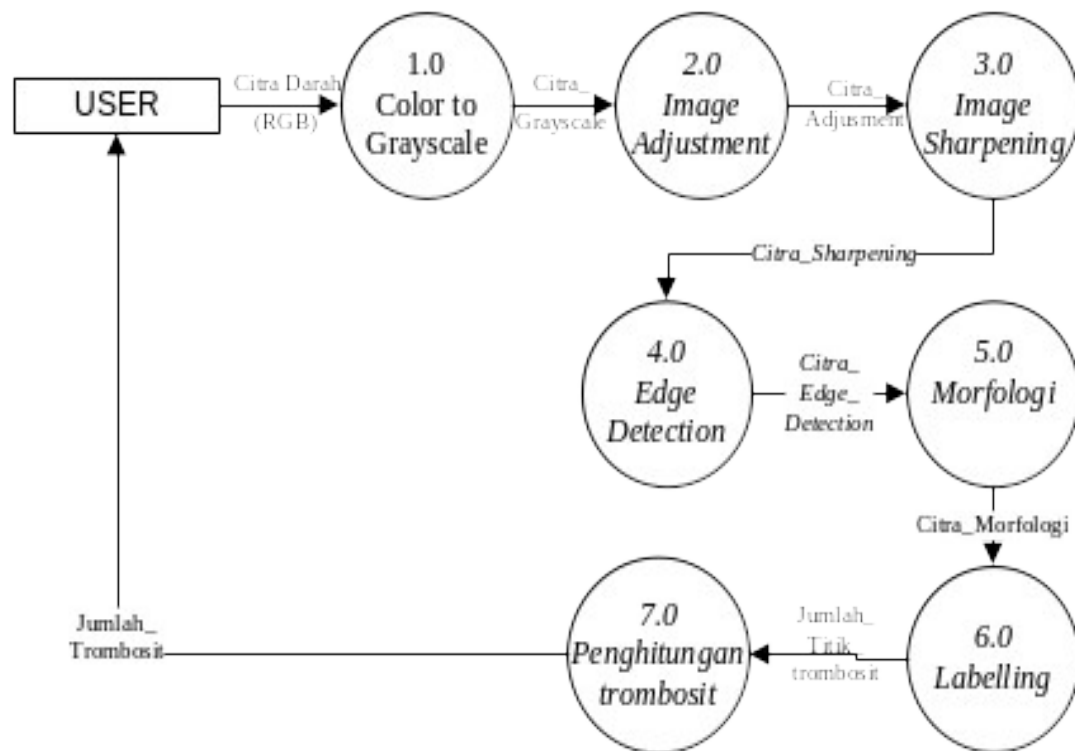 USER
Citra Darah
(RGB)
1.0
Color to
Grayscale
Citra_
Grayscale
2.0
Image
Adjustment
Citra_
Adjusment
3.0
Image
Sharpening
Citra_Sharpening
4.0
Edge
Detection
Citra_
Edge_
Detection
5.0
Morfologi
Citra_Morfologi
6.0
Labelling
Jumlah_
Titik
trombosit
7.0
Penghitungan
trombosit
Jumlah_
Trombosit